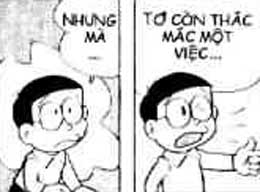 NHƯNG
MÀ
...
TỚ CÒN THẮC
MẮC MỘT
VIỆC...